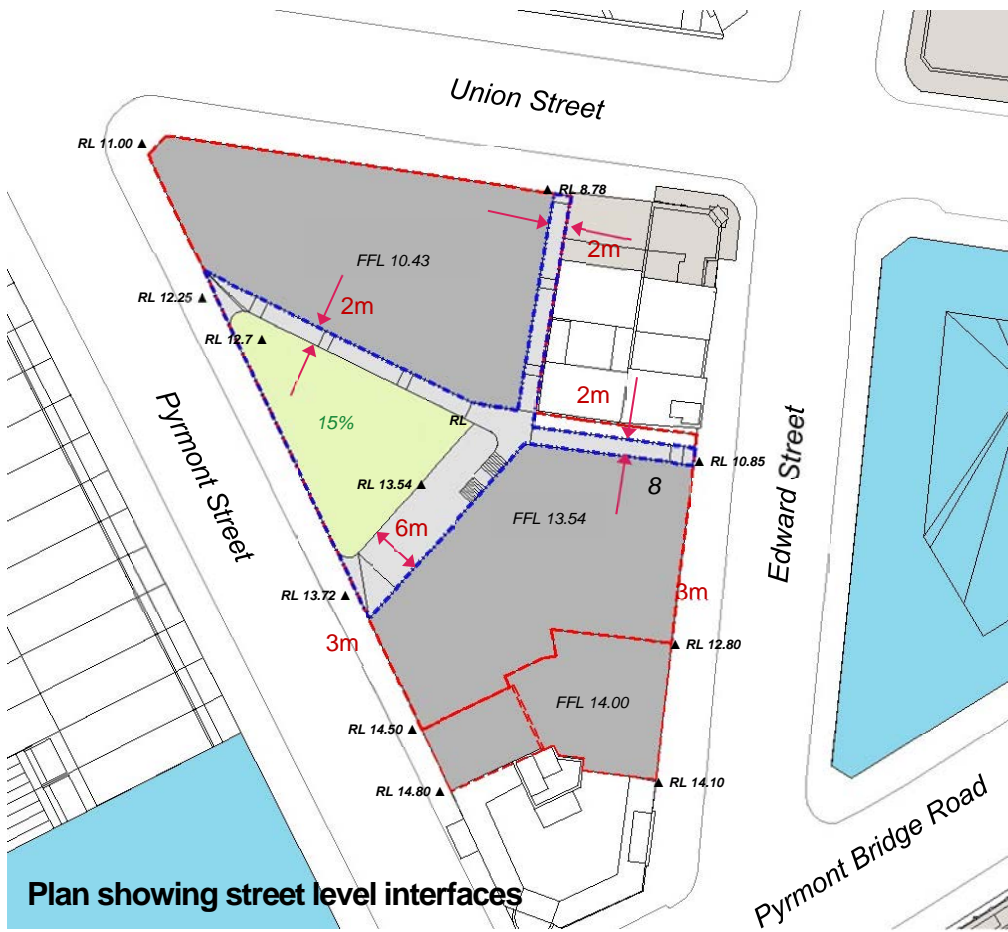 Union Street
RL 11.00 ▲
▲ RL 8.78
2m
FFL 10.43
RL 12.25 ▲
2m
RL 12.7 ▲
2m
Pyrmont Street
15%
RL
Edward Street
▲ RL 10.85
RL 13.54 ▲
8
FFL 13.54
6m
RL 13.72 ▲
3m
3m
▲ RL 12.80
FFL 14.00
RL 14.50 ▲
RL 14.80 ▲
▲ RL 14.10
Pyrmont Bridge Road
Plan showing street level interfaces